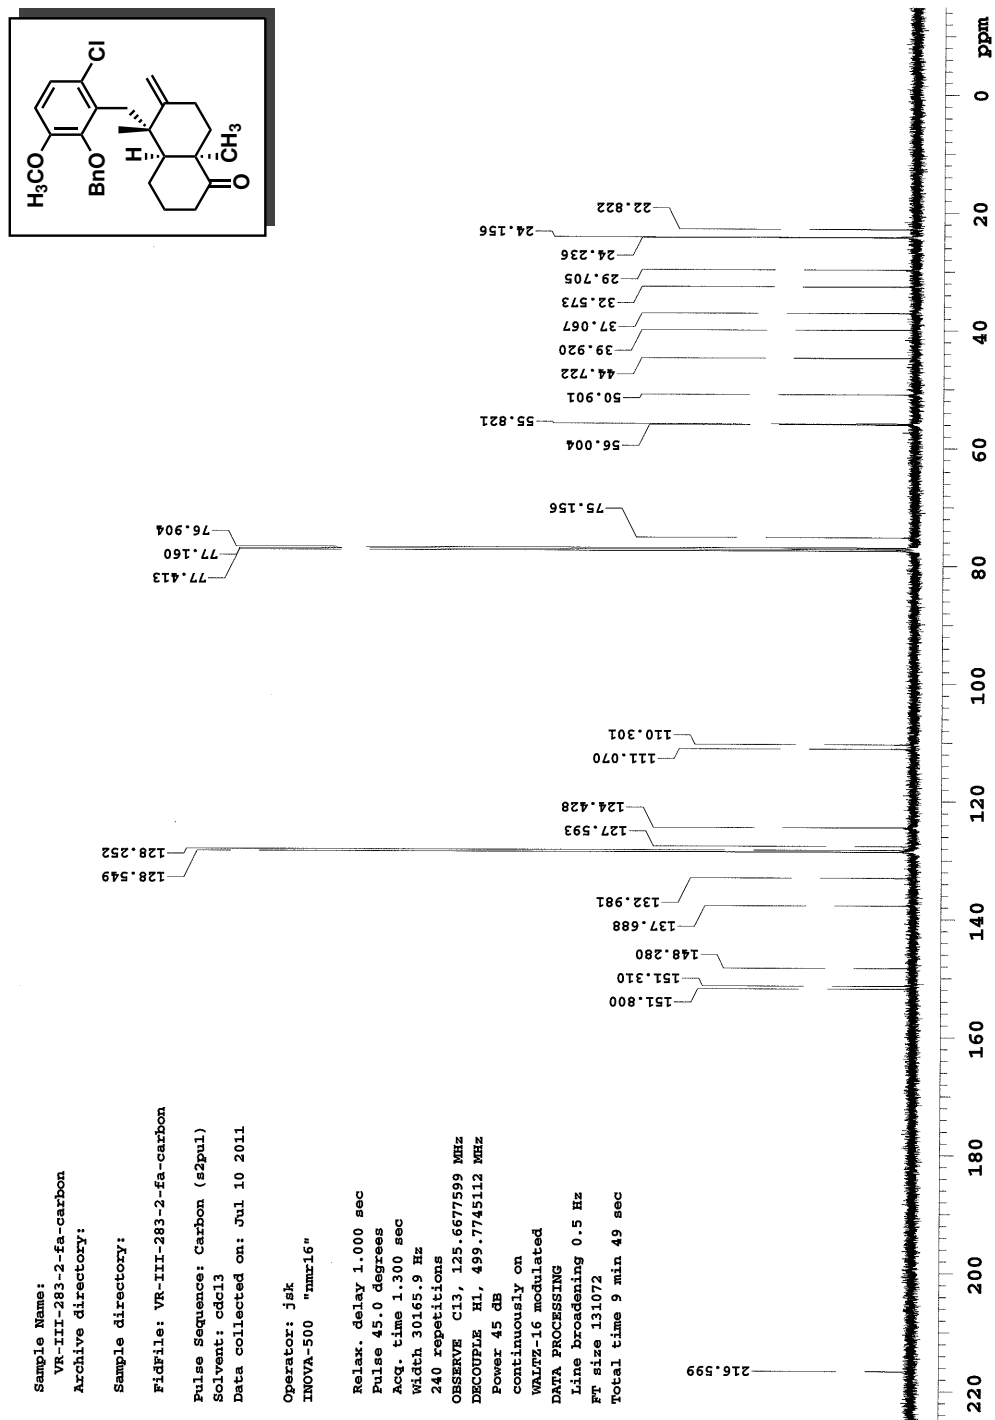 Sample Name:
VR-III-283-2-fa-carbon
Archive directory:
Sample directory:
FidFile: VR-III-283-2-fa-carbon
Pulse Sequence: Carbon (s2pul)
Solvent: cdcl3
Data collected on: Jul 10 2011
Operator: jsk
INOVA-500 "nmr16"
Relax. delay 1.000 sec
Pulse 45.0 degrees
Acq. time 1.300 sec
Width 30165.9 Hz
240 repetitions
OBSERVE C13, 125.6677599 MHz
DECOUPLE H1, 499.7745112 MHz
Power 45 dB
continuously on
WALTZ-16 modulated
DATA PROCESSING
Line broadening 0.5 Hz
FT size 131072
Total time 9 min 49 sec
H3CO
Cl
BnO
H
CH3
O
216.599
151.800
151.310
148.280
137.688
132.981
128.549
128.252
127.593
124.428
111.070
110.301
77.413
77.160
76.904
75.156
56.004
55.821
50.901
44.722
39.920
37.067
32.573
29.705
24.236
24.156
22.822
220 200 180 160 140 120 100 80 60 40 20 0 ppm